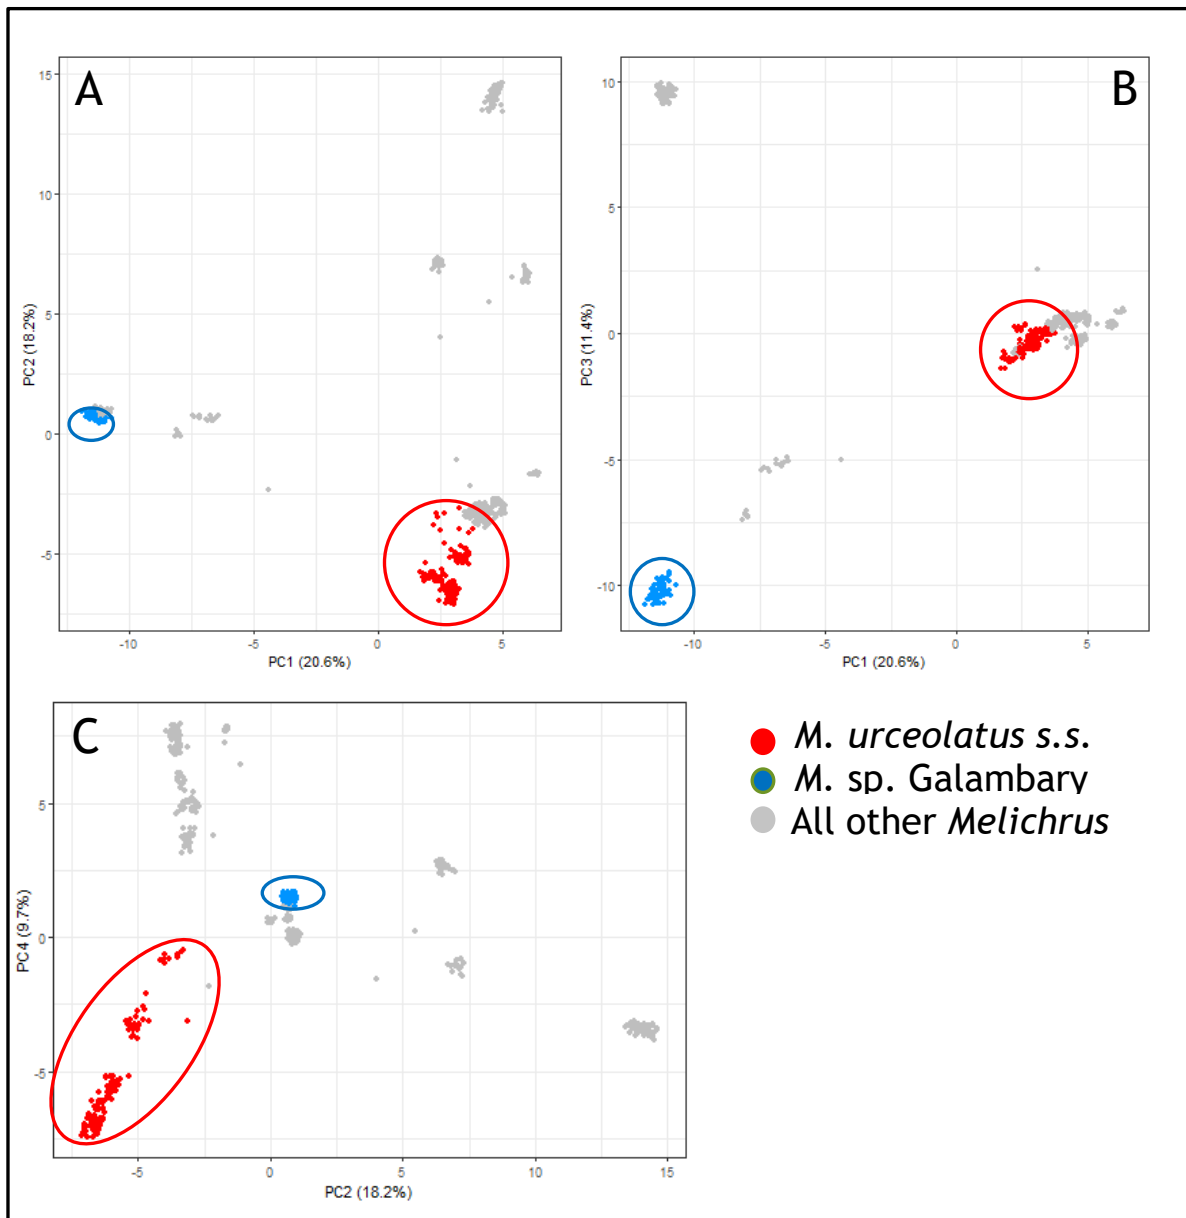 A
15
10
5
0
-5
PC2 (18.2%)
-10
-5
0
5
PC1 (20.6%)
B
10
5
0
-5
-10
PC3 (11.4%)
-10
-5
0
5
PC1 (20.6%)
C
5
0
-5
PC4 (9.7%)
-5
0
5
10
15
PC2 (18.2%)
M. urceolatus s.s.
M. sp. Galambary
All other Melichrus